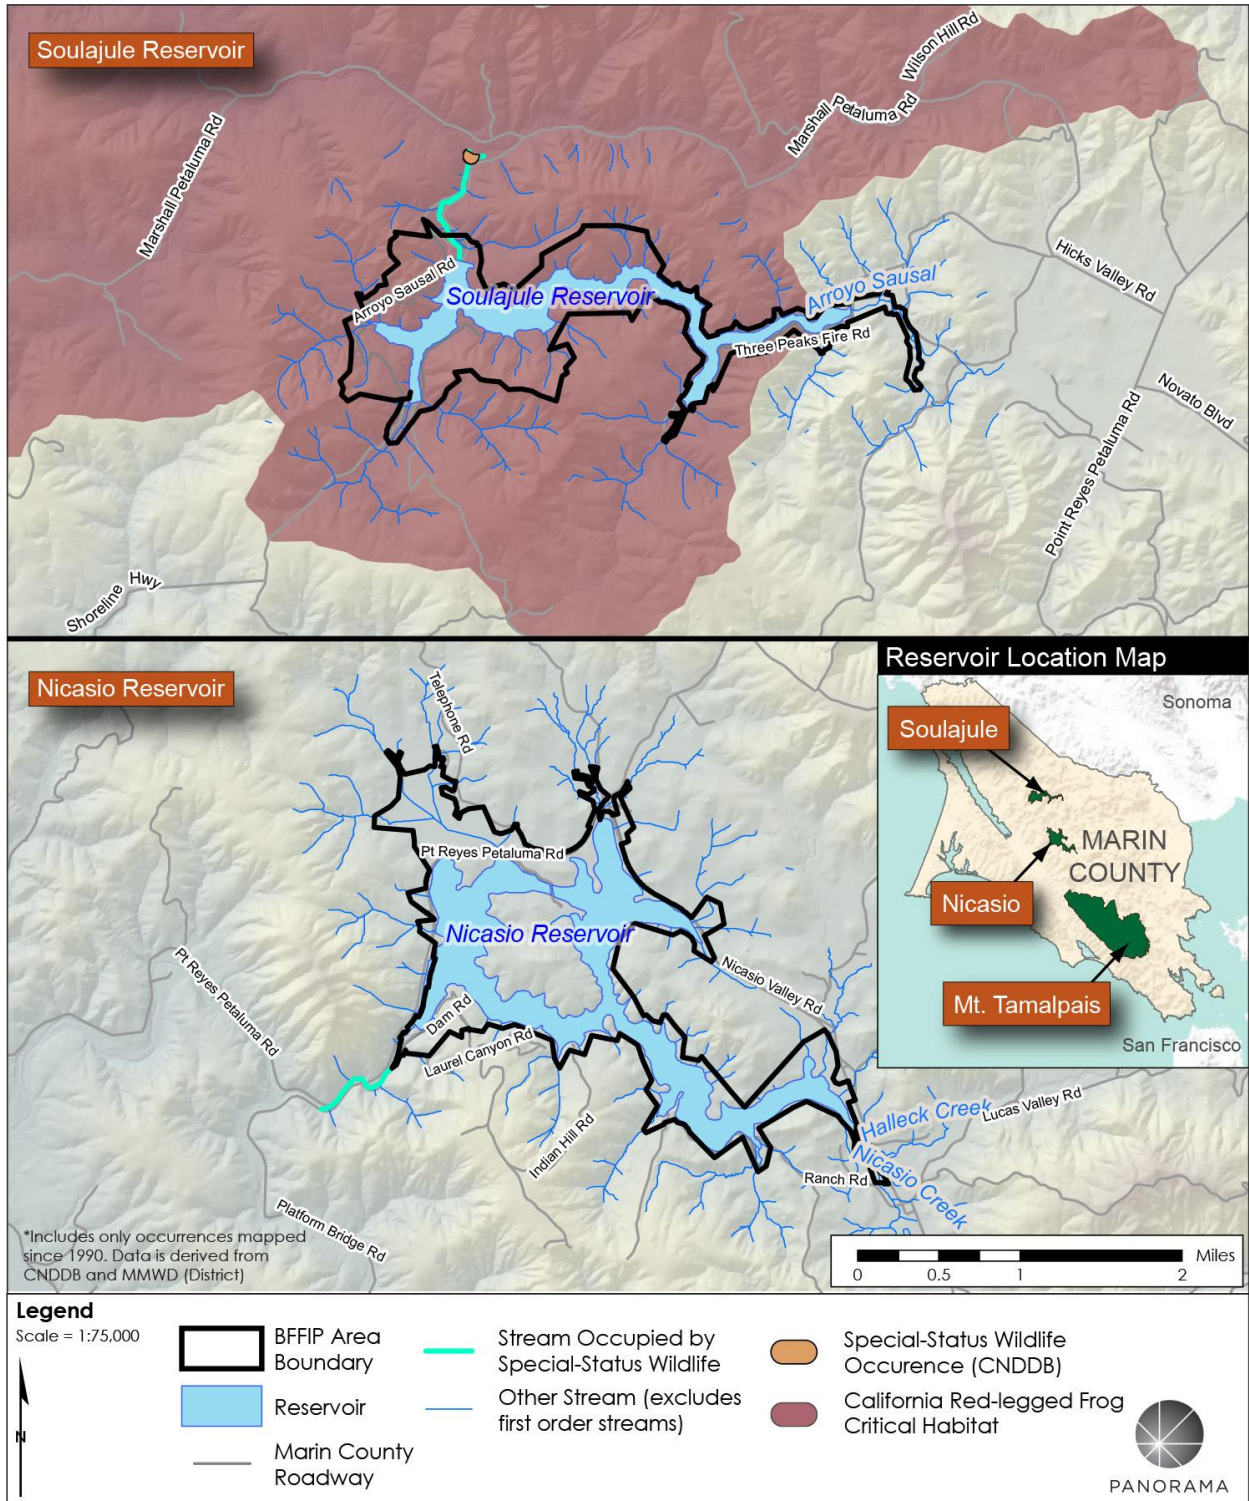 Soulajule Reservoir
Wilson Hill Rd
Marshall Petaluma Rd
Marshall Petaluma Rd
Arroyo Sausal Rd
Soulajule Reservoir
Arroyo Sausal
Three Peaks Fire Rd
Hicks Valley Rd
Novato Blvd
Point Reyes Petaluma Rd
Shoreline Hwy
Nicasio Reservoir
Telephone Rd
Pt Reyes Petaluma Rd
Nicasio Reservoir
Pt Reyes Petaluma Rd
Nicasio Valley Rd
Dam Rd
Laurel Canyon Rd
Indian Hill Rd
Halleck Creek
Lucas Valley Rd
Nicasio Creek
Ranch Rd
Platform Bridge Rd
*Includes only occurrences mapped
since 1990. Data is derived from
CNDDB and MMWD (District)
Reservoir Location Map
Sonoma
Soulajule
MARIN
COUNTY
Nicasio
Mt. Tamalpais
San Francisco
Miles
0 0.5 1 2
Legend
Scale = 1:75,000
N
BFFIP Area
Boundary
Reservoir
Marin County
Roadway
Stream Occupied by
Special-Status Wildlife
Other Stream (excludes
first order streams)
Special-Status Wildlife
Occurence (CNDDB)
California Red-legged Frog
Critical Habitat
PANORAMA